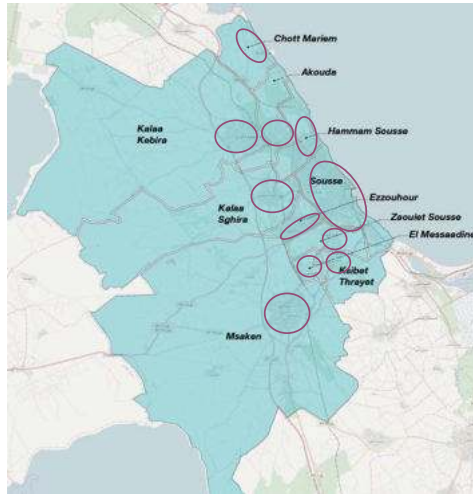 Chott Mariem
Akouda
Kalaa
Kebira
Hammam Sousse
Sousse
Ezzouhour
Kalaa
Sghira
Zaouiet Sousse
El Messaadine
Ksibet
Thrayet
Msaken